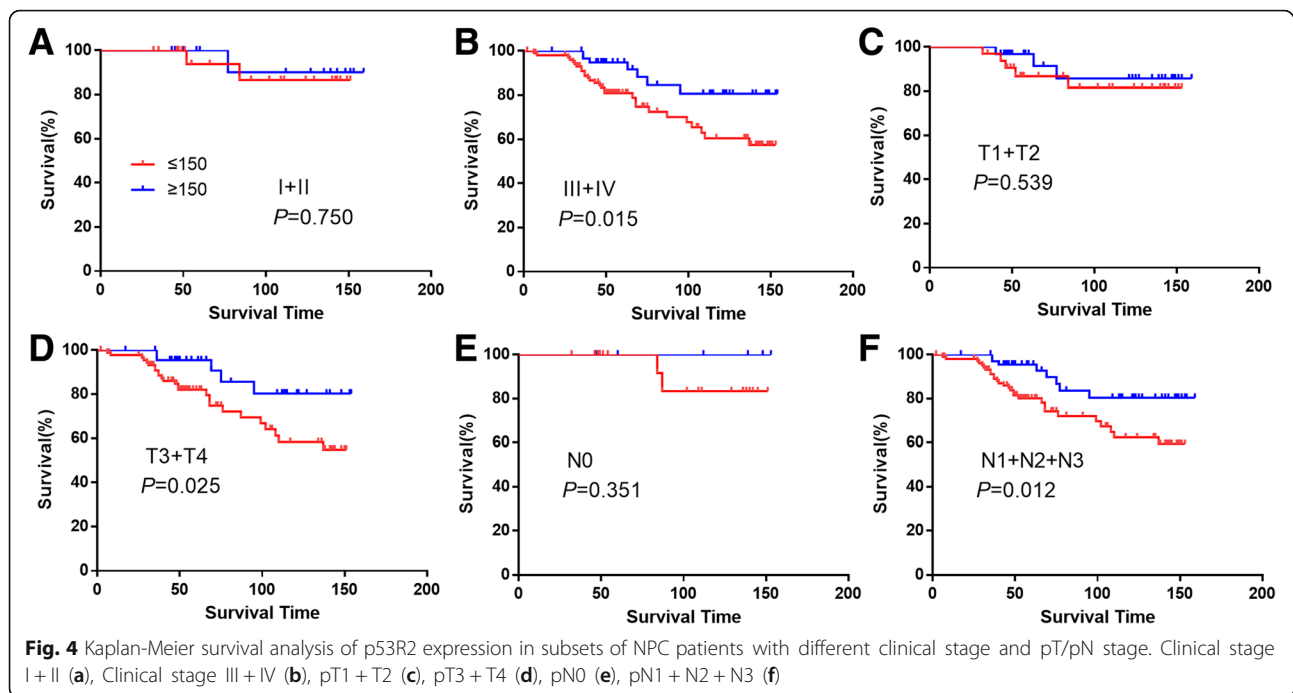 A
100
80
60
40
80
0
Survival(%)
≤150
≥150
I+II
P=0.750
0 50 100 150 200
Survival Time
B
100
80
60
40
80
0
Survival(%)
III+IV
P=0.015
0 50 100 150 200
Survival Time
C
100
80
60
40
80
0
Survival(%)
T1+T2
P=0.539
0 50 100 150 200
Survival Time
D
100
80
60
40
80
0
Survival(%)
T3+T4
P=0.025
0 50 100 150 200
Survival Time
E
100
80
60
40
80
0
Survival(%)
N0
P=0.351
0 50 100 150 200
Survival Time
F
100
80
60
40
80
0
Survival(%)
N1+N2+N3
P=0.012
0 50 100 150 200
Survival Time
Fig. 4 Kaplan-Meier survival analysis of p53R2 expression in subsets of NPC patients with different clinical stage and pT/pN stage. Clinical stage
I + II (a), Clinical stage III + IV (b), pT1 + T2 (c), pT3 + T4 (d), pN0 (e), pN1 + N2 + N3 (f)